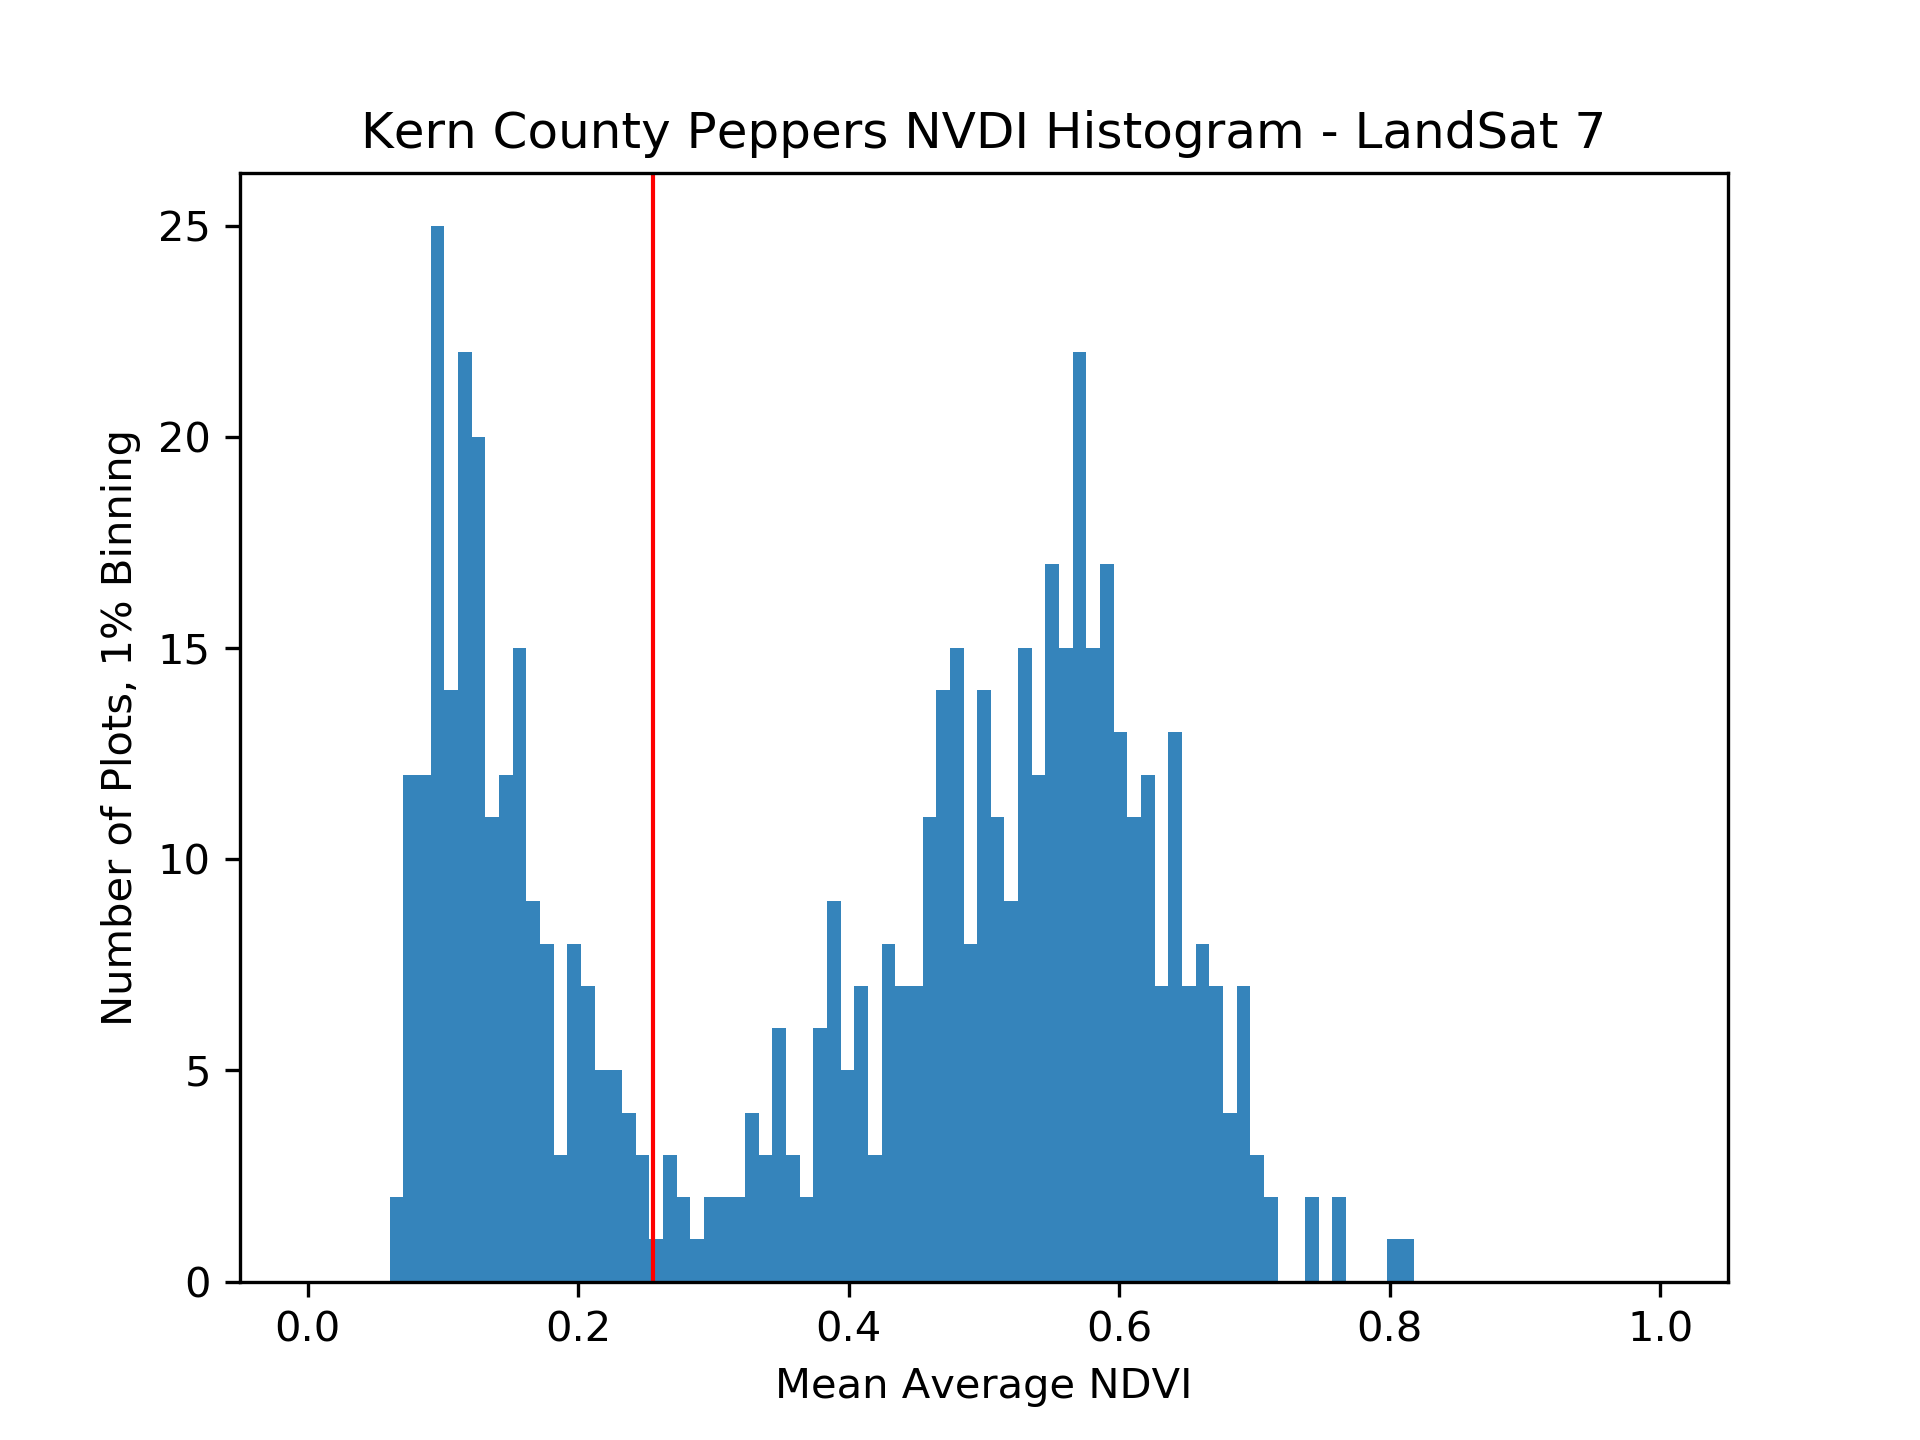 Kern County Peppers NVDI Histogram - LandSat 7
25
20
15
10
5
0
Number of Plots, 1% Binning
0.0 0.2 0.4 0.6 0.8 1.0
Mean Average NDVI